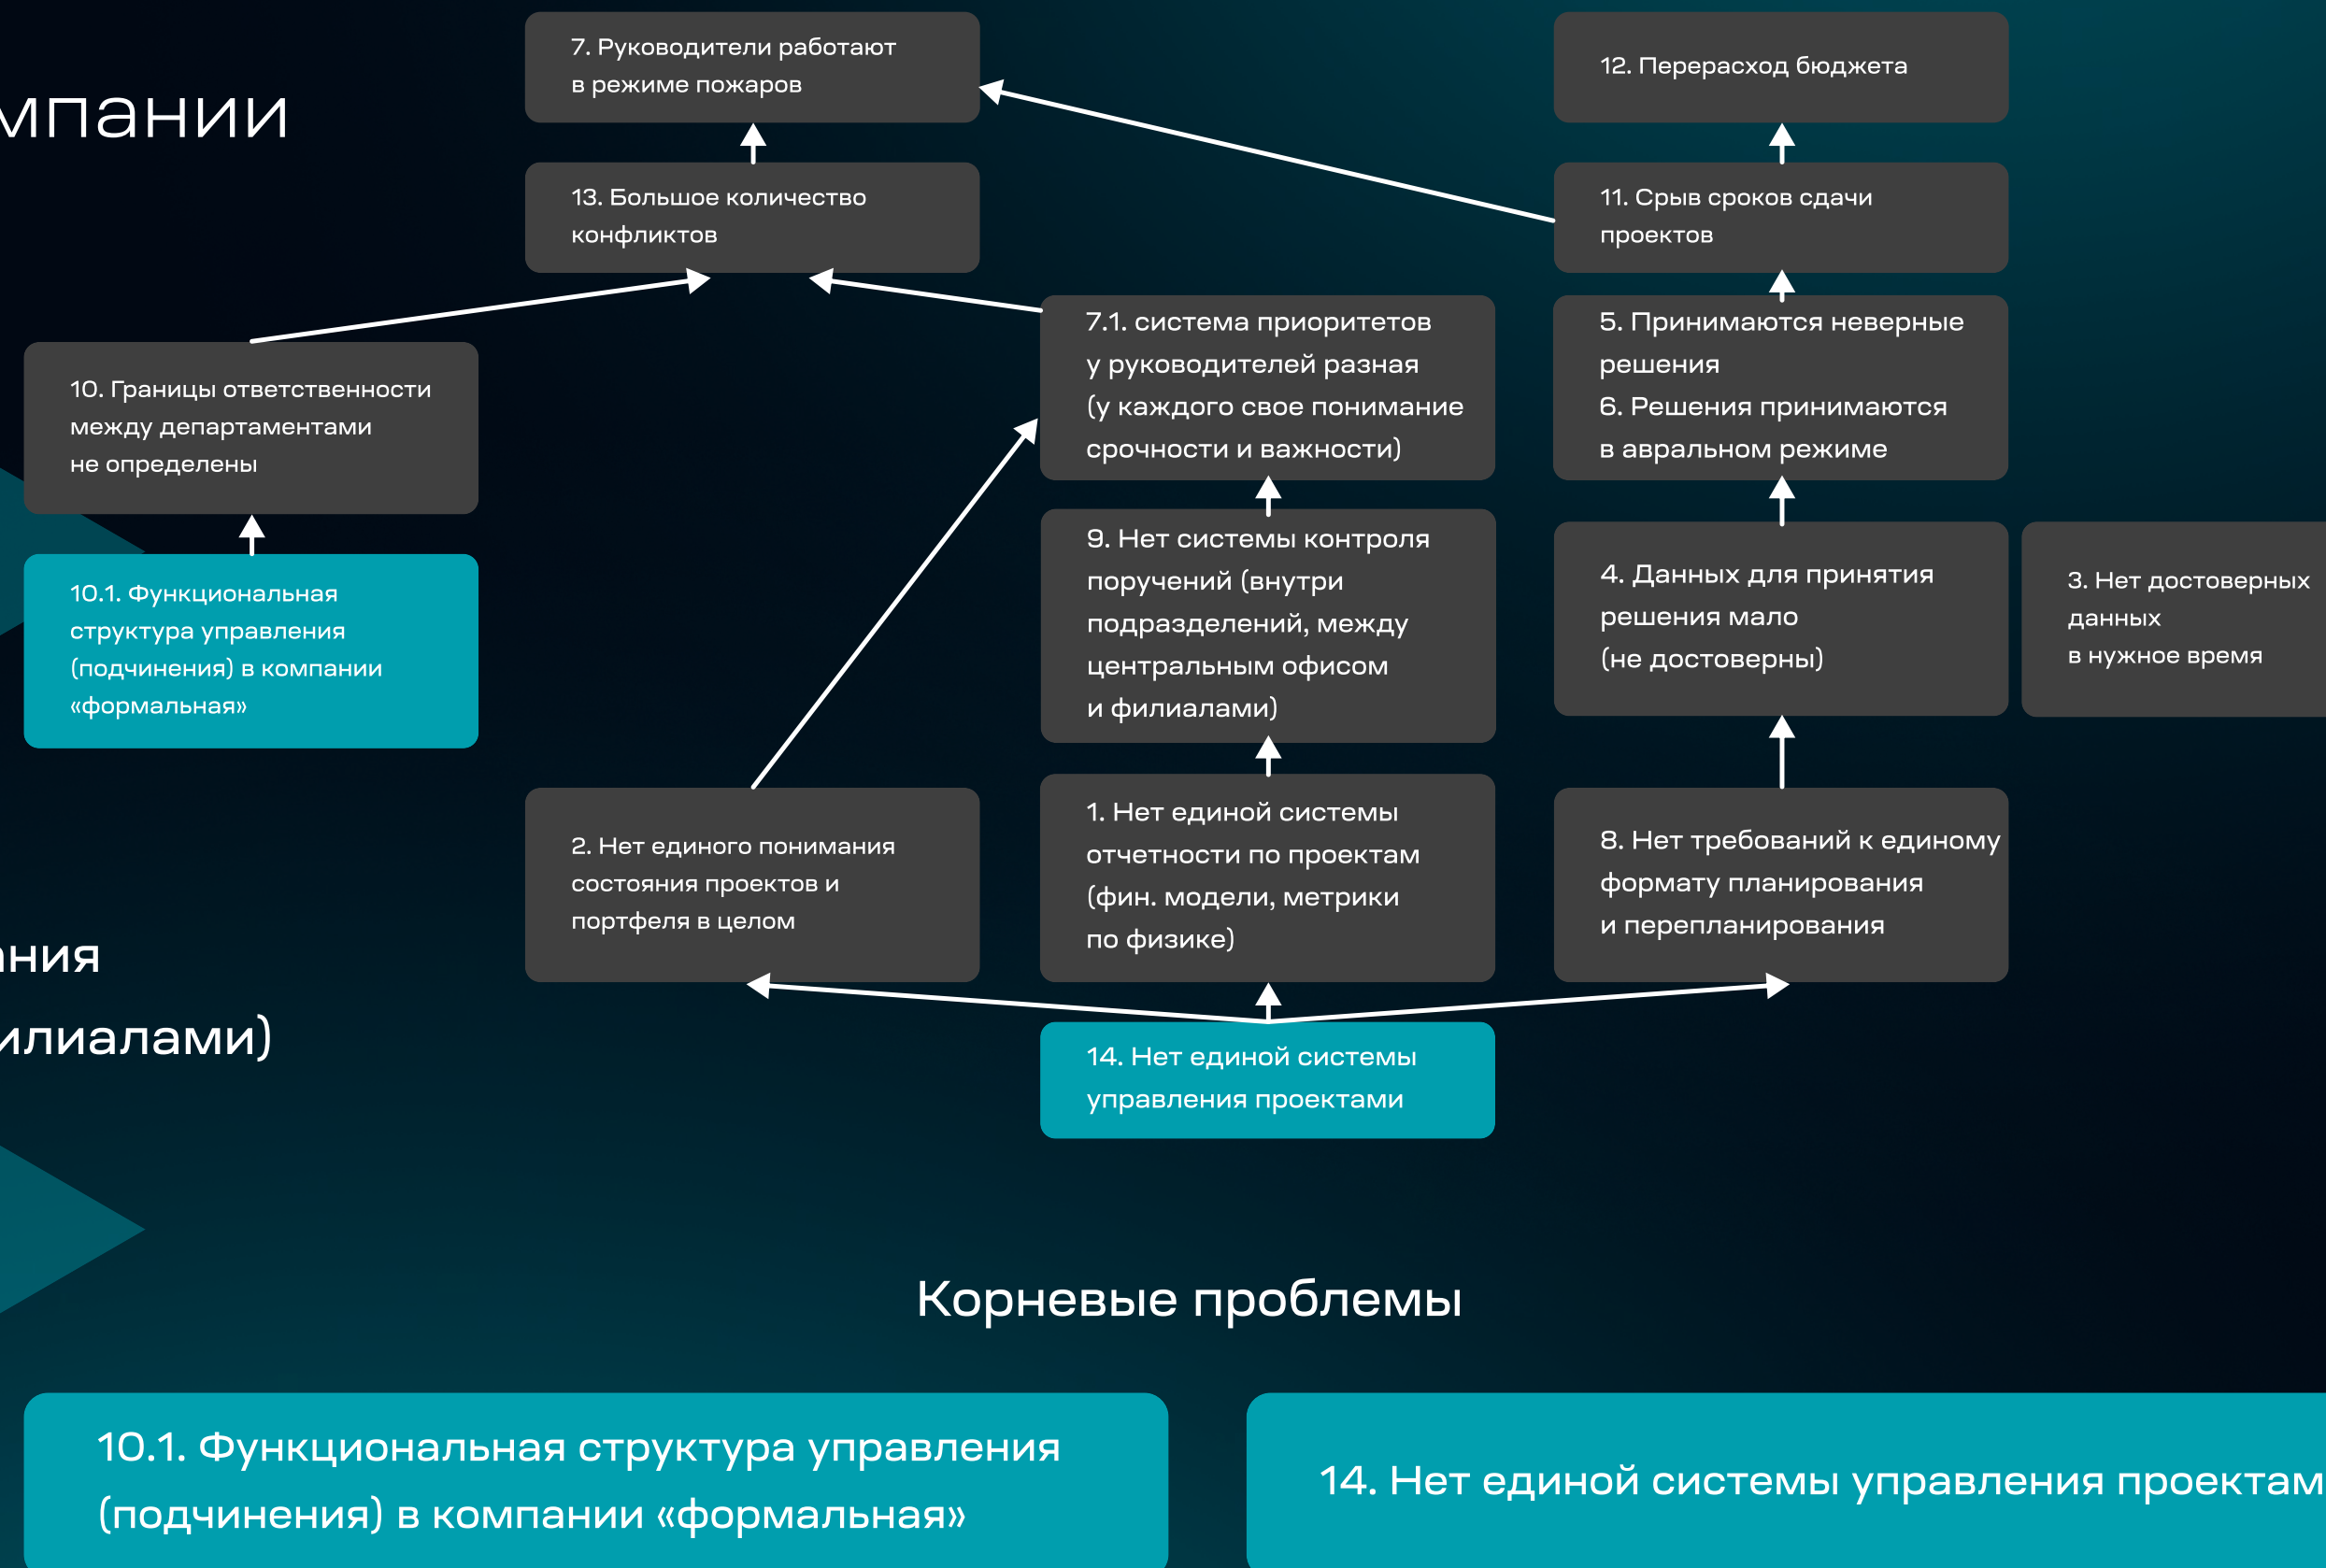 мпании
7. Руководители работают
в режиме пожаров
12. Перерасход бюджета
13. Большое количество
конфликтов
11. Срыв сроков сдачи
проектов
10. Границы ответственности
между департаментами
не определены
7.1. система приоритетов
у руководителей разная
(у каждого свое понимание
срочности и важности)
5. Принимаются неверные
решения
6. Решения принимаются
в авральном режиме
10.1. Функциональная
структура управления
(подчинения) в компании
«формальная»
9. Нет системы контроля
поручений (внутри
подразделений, между
центральным офисом
и филиалами)
4. Данных для принятия
решения мало
(не достоверны)
3. Нет достоверных
данных
в нужное время
2. Нет единого понимания
состояния проектов и
портфеля в целом
1. Нет единой системы
отчетности по проектам
(фин. модели, метрики
по физике)
8. Нет требований к единому
формату планирования
и перепланирования
ания
илиалами)
14. Нет единой системы
управления проектами
Корневые проблемы
10.1. Функциональная структура управления
(подчинения) в компании «формальная»
14. Нет единой системы управления проектам